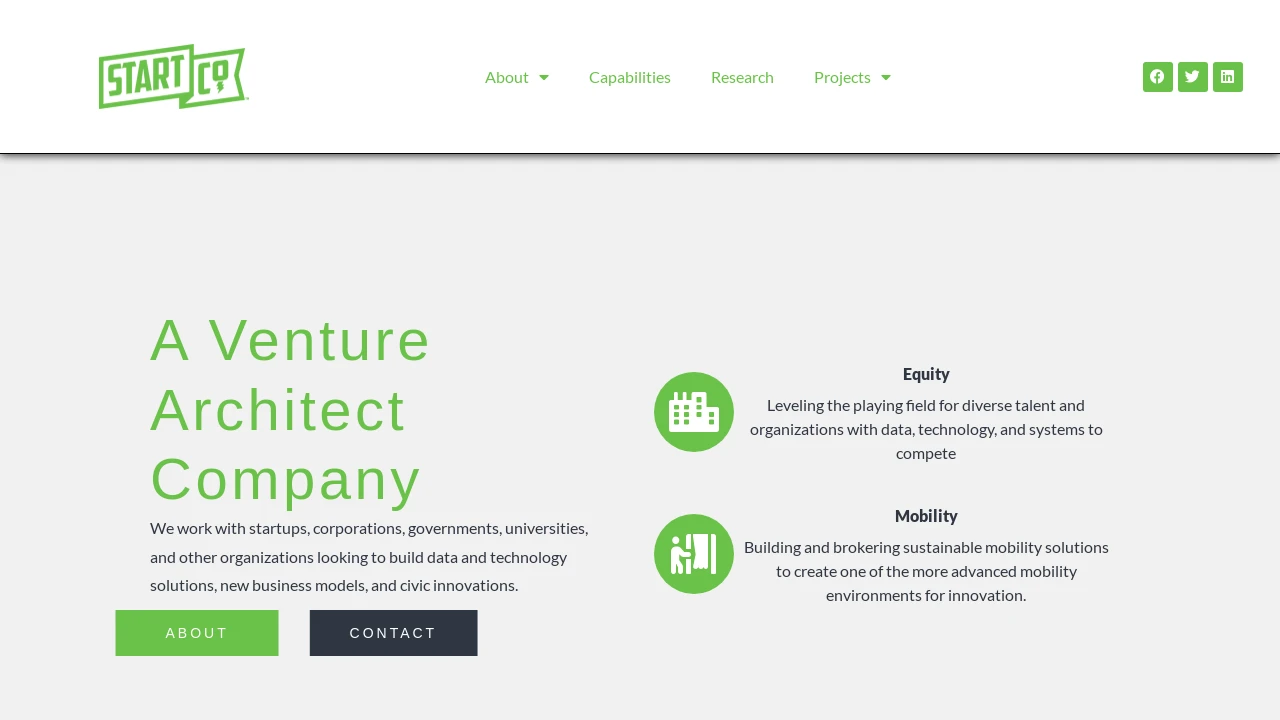 START CO
About
Capabilities
Research
Projects
A Venture
Architect
Company
We work with startups, corporations, governments, universities,
and other organizations looking to build data and technology
solutions, new business models, and civic innovations.
ABOUT
CONTACT
Equity
Leveling the playing field for diverse talent and
organizations with data, technology, and systems to
compete
Mobility
Building and brokering sustainable mobility solutions
to create one of the more advanced mobility
environments for innovation.